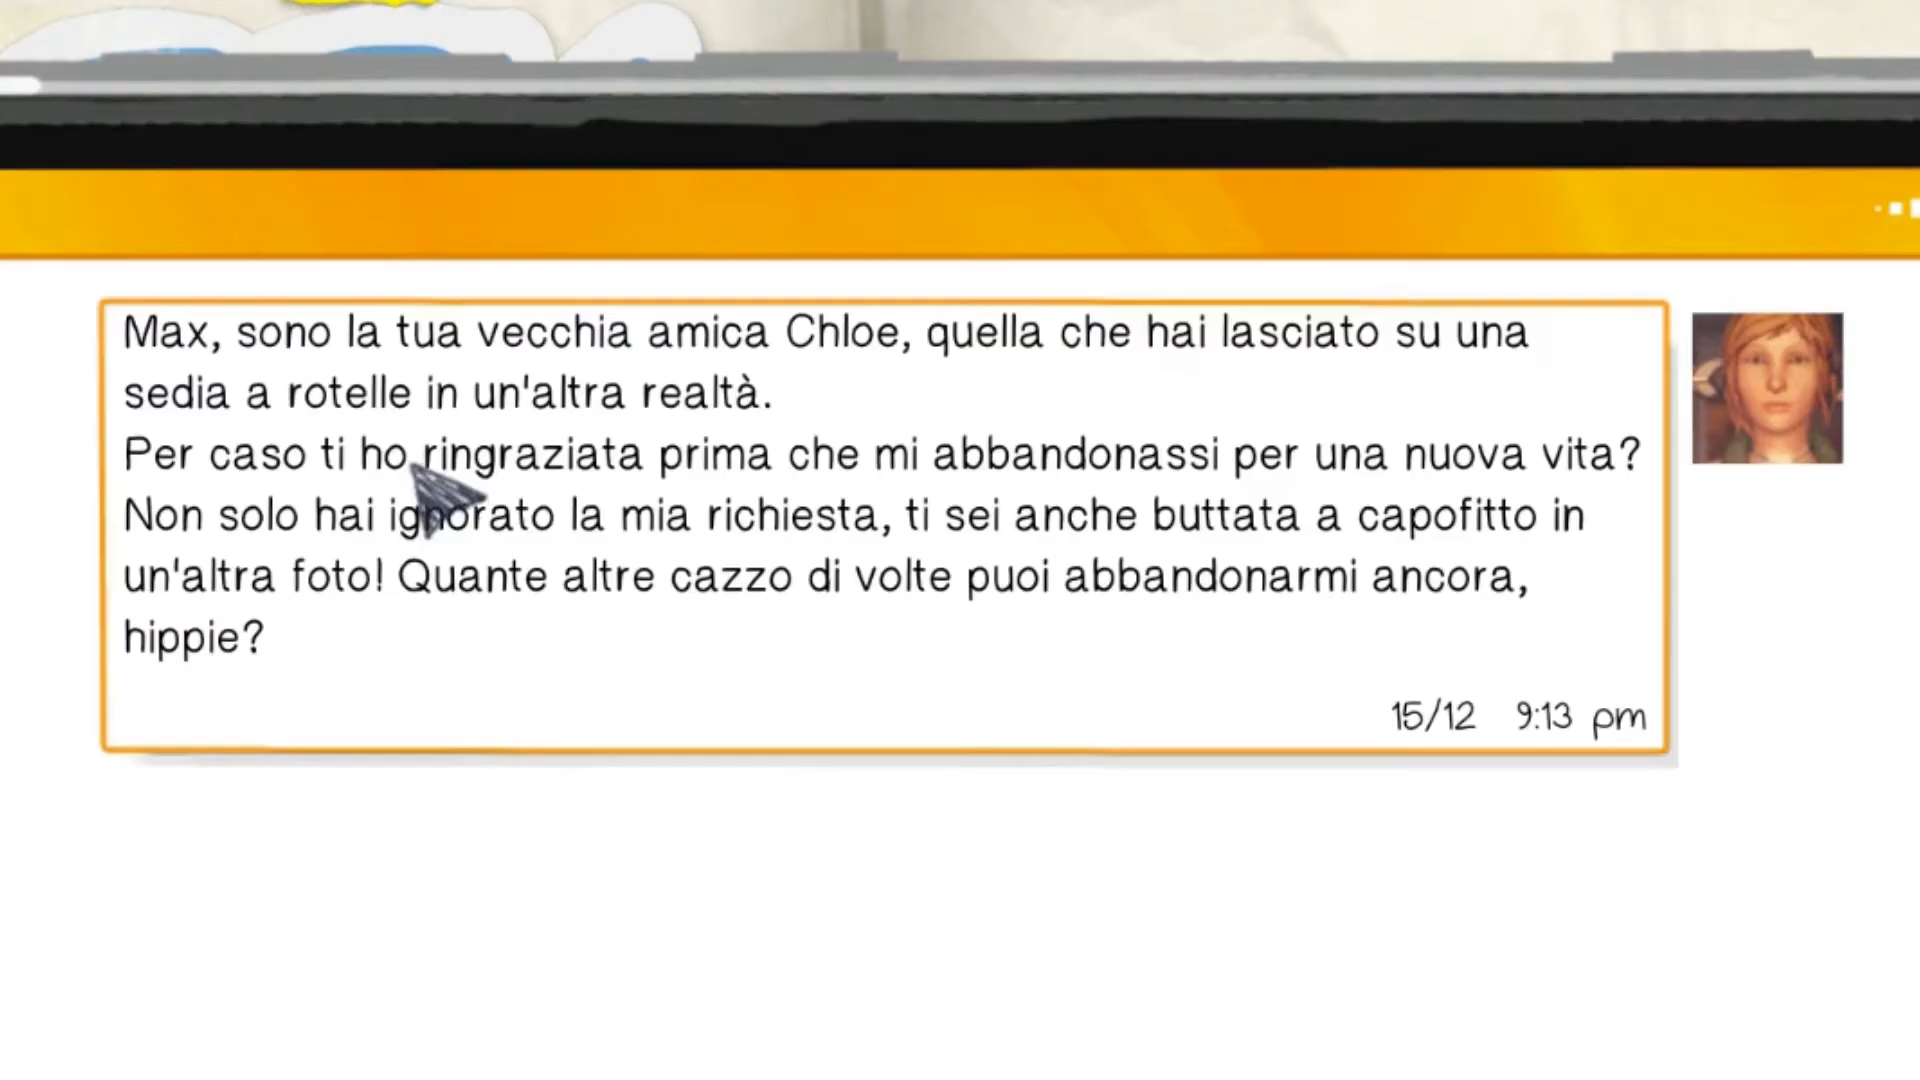 Max, sono la tua vecchia amica Chloe, quella che hai lasciato su una
sedia a rotelle in un'altra realtà.
Per caso ti ho ringraziata prima che mi abbandonassi per una nuova vita?
Non solo hai ignorato la mia richiesta, ti sei anche buttata a capofitto in
un'altra foto! Quante altre cazzo di volte puoi abbandonarmi ancora,
hippie?
15/12 9:13 pm